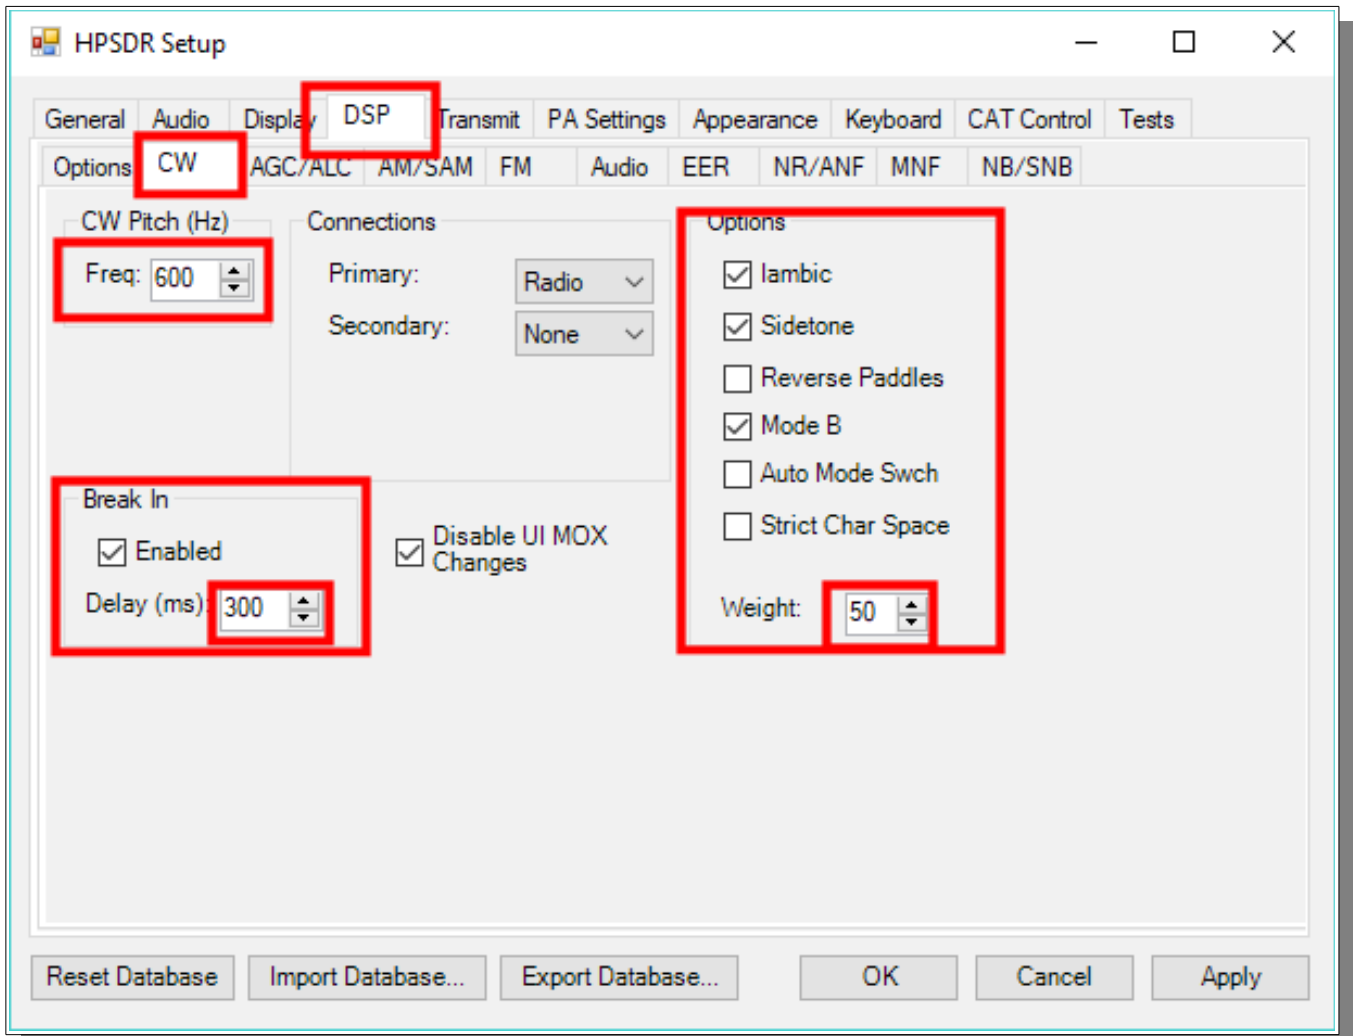 HPSDR Setup
General Audio Display DSP Transmit PA Settings Appearance Keyboard CAT Control Tests
Options CW AGC/ALC AM/SAM FM Audio EER NR/ANF MNF NB/SNB
CW Pitch (Hz)
Freq: 600
Connections
Primary: Radio
Secondary: None
Options
Iambic
Sidetone
Reverse Paddles
Mode B
Auto Mode Swch
Strict Char Space
Weight: 50
Break In
Enabled
Delay (ms): 300
Disable UI MOX
Changes
Reset Database Import Database... Export Database... OK Cancel Apply